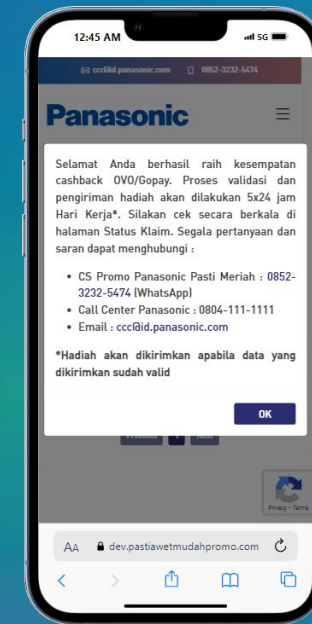 12:45 AM
5G
ccc@id.panasonic.com 0852-3232-5474
Panasonic
Selamat Anda berhasil raih kesempatan
cashback OVO/Gopay. Proses validasi dan
pengiriman hadiah akan dilakukan 5x24 jam
Hari Kerja*. Silakan cek secara berkala di
halaman Status Klaim. Segala pertanyaan dan
saran dapat menghubungi :
• CS Promo Panasonic Pasti Meriah : 0852-
3232-5474 (WhatsApp)
• Call Center Panasonic : 0804-111-1111
• Email : ccc@id.panasonic.com
*Hadiah akan dikirimkan apabila data yang
dikirimkan sudah valid
OK
Previous 1 Next
Privacy - Terms
AA dev.pastiawetmudahpromo.com